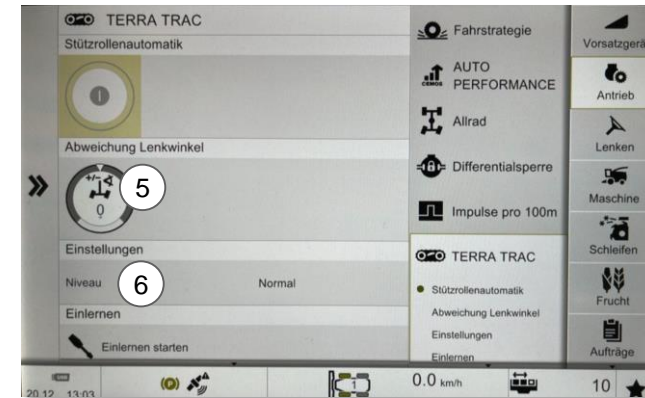 TERRA TRAC
Stützrollenautomatik
Abweichung Lenkwinkel
+/-
0
5
Einstellungen
Niveau
6
Normal
Einlernen
Einlernen starten
Fahrstrategie
CEMOS
AUTO
PERFORMANCE
Allrad
Differentialsperre
Impulse pro 100m
TERRA TRAC
Stützrollenautomatik
Abweichung Lenkwinkel
Einstellungen
Einlernen
Vorsatzgerä
Antrieb
Lenken
Maschine
Schleifen
Frucht
Aufträge
20.12 13:03
1
0.0 km/h
10